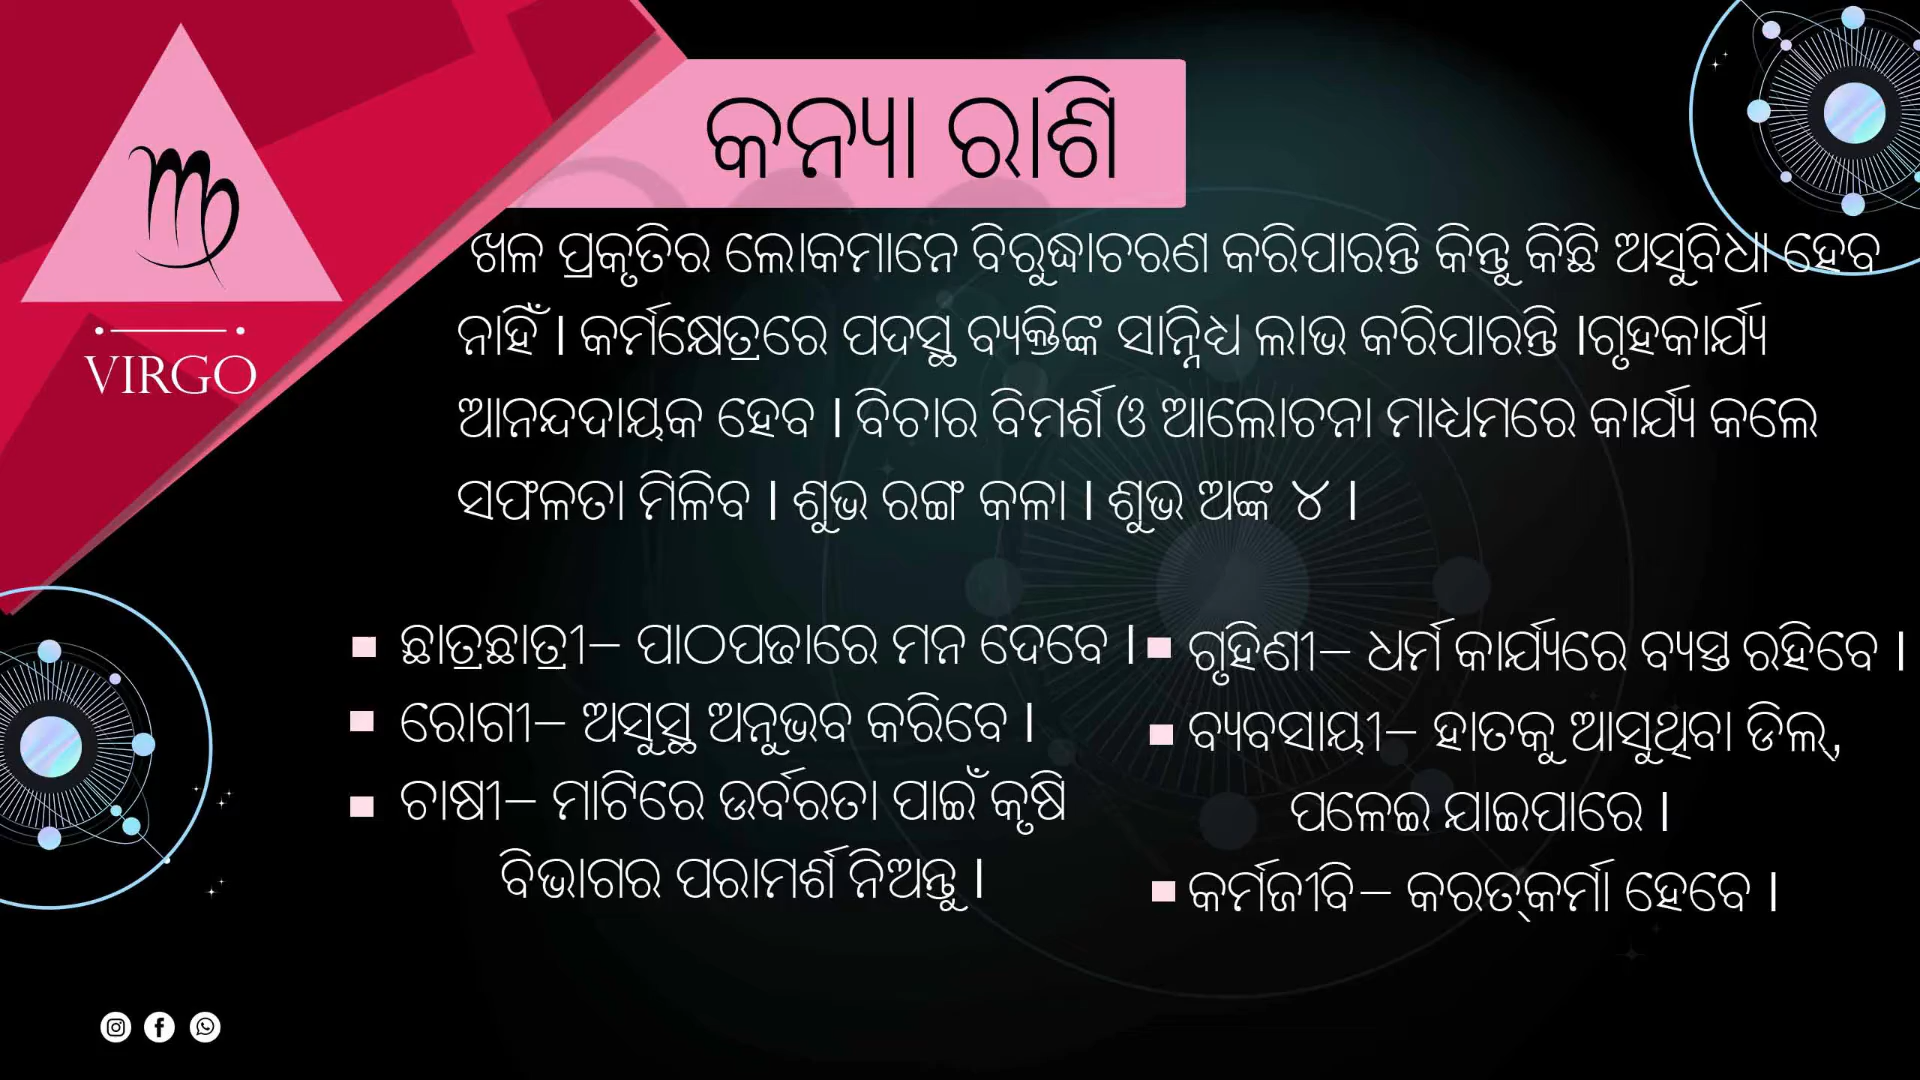 କନ୍ୟା ରାଶି
VIRGO
ଖଳ ପ୍ରକୃତିର ଲୋକମାନେ ବିରୁଦ୍ଧାଚରଣ କରିପାରନ୍ତି କିନ୍ତୁ କିଛି ଅସୁବିଧା ହେବ
ନାହିଁ । କର୍ମକ୍ଷେତ୍ରରେ ପଦସ୍ଥ ବ୍ୟକ୍ତିଙ୍କ ସାନ୍ନିଧ୍ୟ ଲାଭ କରିପାରନ୍ତି ।ଗୃହକାର୍ଯ୍ୟ
ଆନନ୍ଦଦାୟକ ହେବ । ବିଚାର ବିମର୍ଶ ଓ ଆଲୋଚନା ମାଧ୍ୟମରେ କାର୍ଯ୍ୟ କଲେ
ସଫଳତା ମିଳିବ । ଶୁଭ ରଙ୍ଗ କଳା । ଶୁଭ ଅଙ୍କ ୪ ।
ଛାତ୍ରଛାତ୍ରୀ– ପାଠପଢାରେ ମନ ଦେବେ ।
ରୋଗୀ– ଅସୁସ୍ଥ ଅନୁଭବ କରିବେ ।
ଚାଷୀ– ମାଟିରେ ଉର୍ବରତା ପାଇଁ କୃଷି
ବିଭାଗର ପରାମର୍ଶ ନିଅନ୍ତୁ ।
ଗୃହିଣୀ– ଧର୍ମ କାର୍ଯ୍ୟରେ ବ୍ୟସ୍ତ ରହିବେ ।
ବ୍ୟବସାୟୀ– ହାତକୁ ଆସୁଥିବା ଡିଲ୍,
ପଳେଇ ଯାଇପାରେ ।
କର୍ମଜୀବି– କରତ୍‌କର୍ମା ହେବେ ।